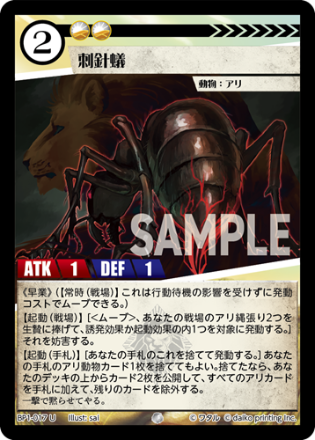 2
刺針蟻
動物:アリ
SAMPLE
ATK 1 DEF 1
《早業》(【常時(戦場)】これは行動待機の影響を受けずに発動
コストでムーブできる。)
【起動(戦場)】[<ムーブ>、あなたの戦場のアリ縄張り2つを
生贄に捧げて、誘発効果か起動効果の内1つを対象に発動する。]
それを妨害する。
【起動(手札)】[あなたの手札のこれを捨てて発動する。]あなた
の手札のアリ動物カード1枚を捨ててもよい。捨てたなら、あな
たのデッキの上からカード2枚を公開して、すべてのアリカード
を手札に加えて、残りのカードを除外する。
一撃で黙らせてやる。
BP1-017 U Illust: sai ©ワタル ©daiko printing inc.